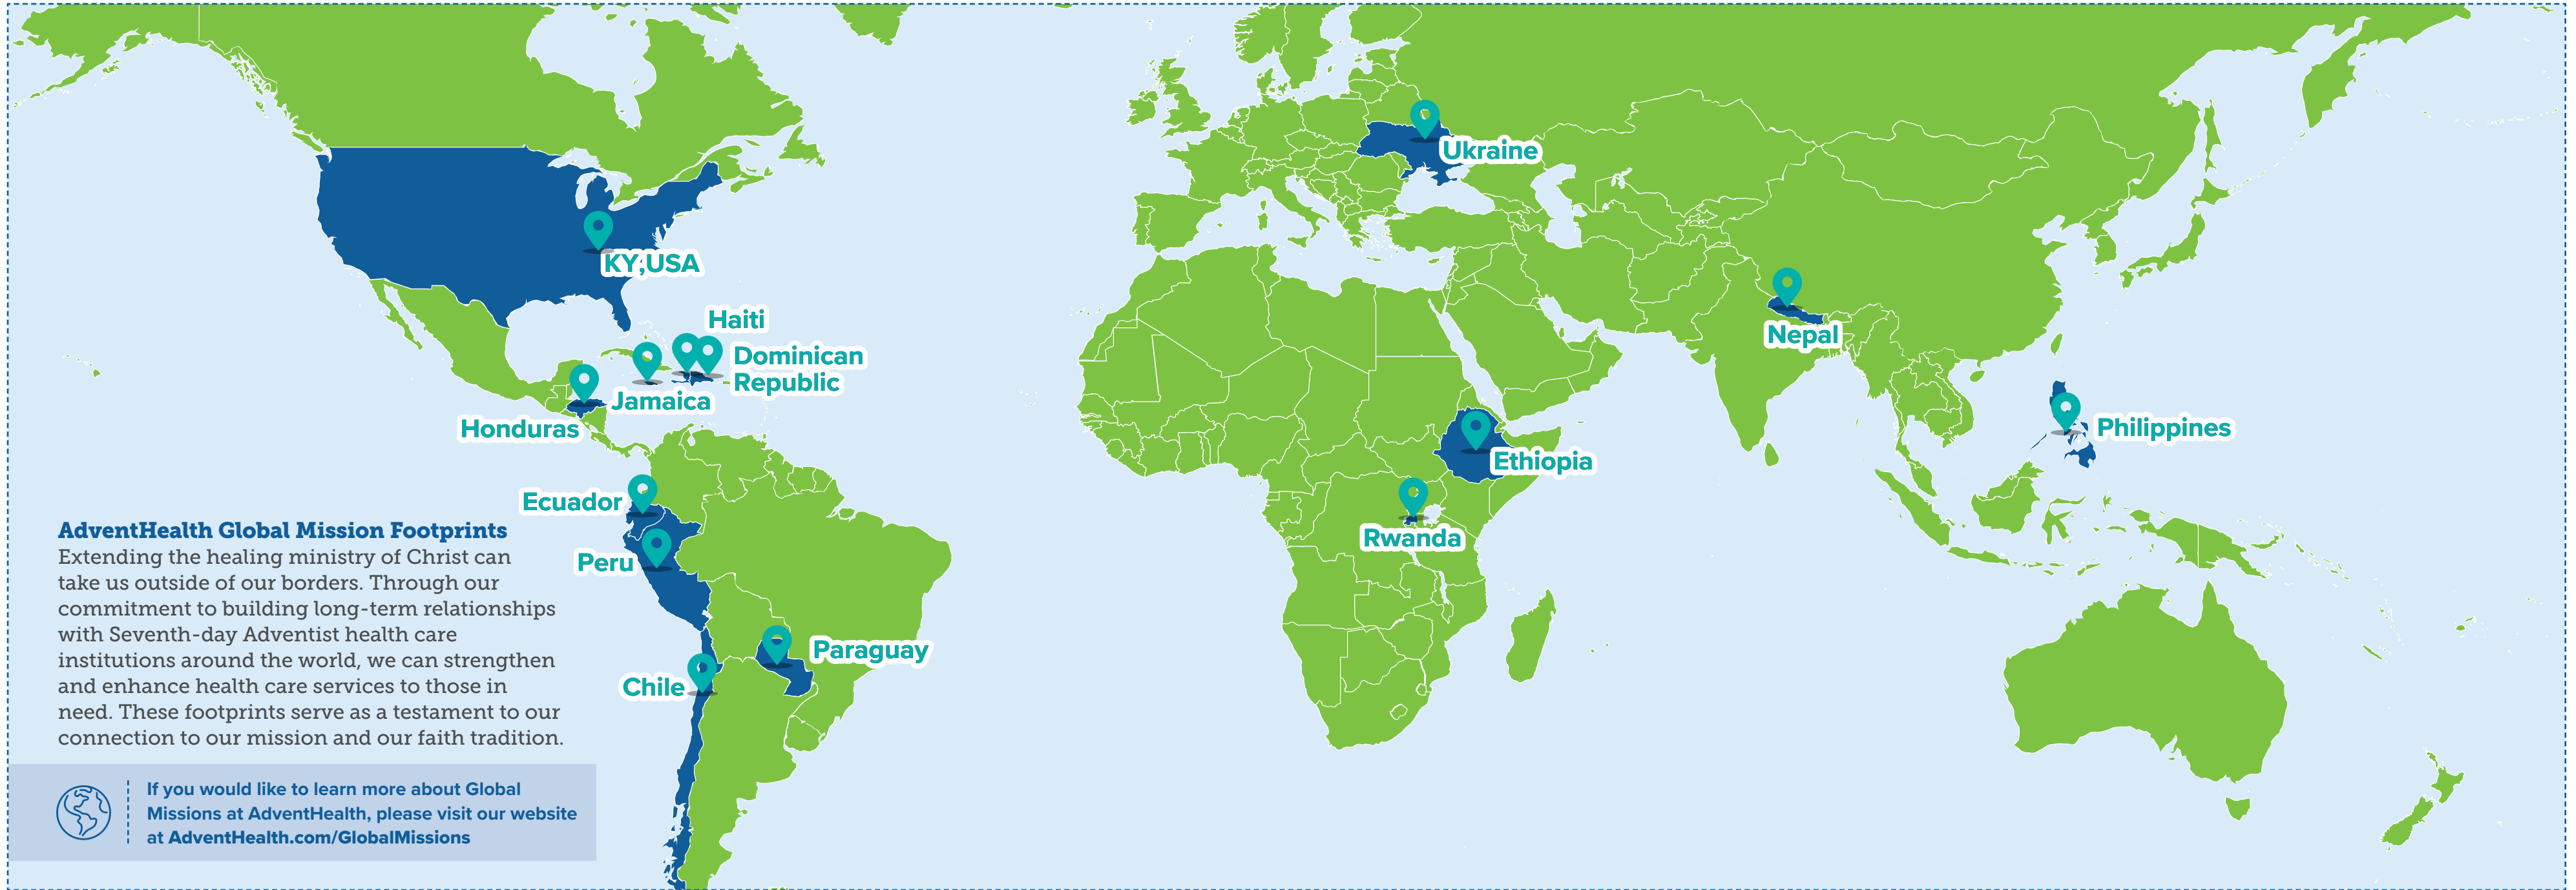 Ukraine
KY,USA
Haiti
Nepal
Dominican
Republic
Jamaica
Honduras
Philippines
Ethiopia
Ecuador
Rwanda
Peru
Paraguay
Chile
AdventHealth Global Mission Footprints
Extending the healing ministry of Christ can
take us outside of our borders. Through our
commitment to building long-term relationships
with Seventh-day Adventist health care
institutions around the world, we can strengthen
and enhance health care services to those in
need. These footprints serve as a testament to our
connection to our mission and our faith tradition.
If you would like to learn more about Global
Missions at AdventHealth, please visit our website
at AdventHealth.com/GlobalMissions